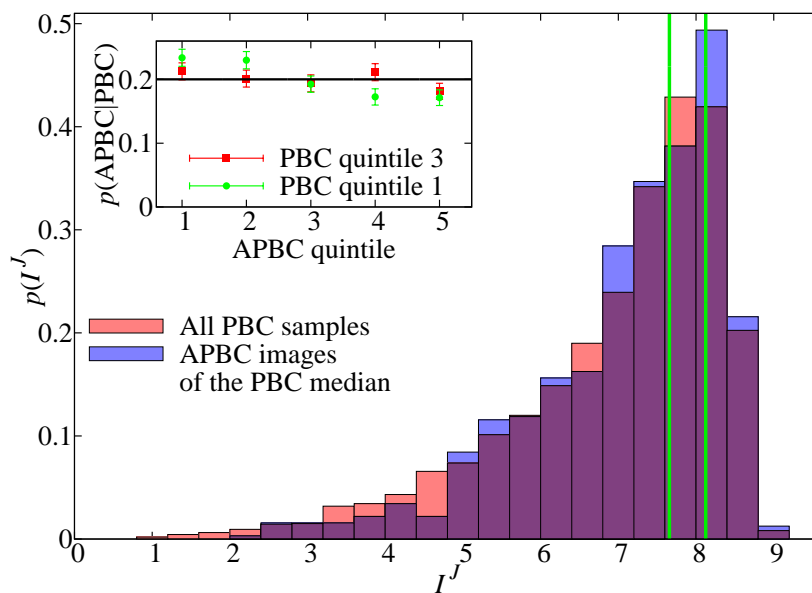 0.5
0.4
0.3
0.2
0.1
0
p(I^J)
0 1 2 3 4 5 6 7 8 9
I^J
0.2
0.1
0
p(APBC|PBC)
PBC quintile 3
PBC quintile 1
1 2 3 4 5
APBC quintile
All PBC samples
APBC images
of the PBC median